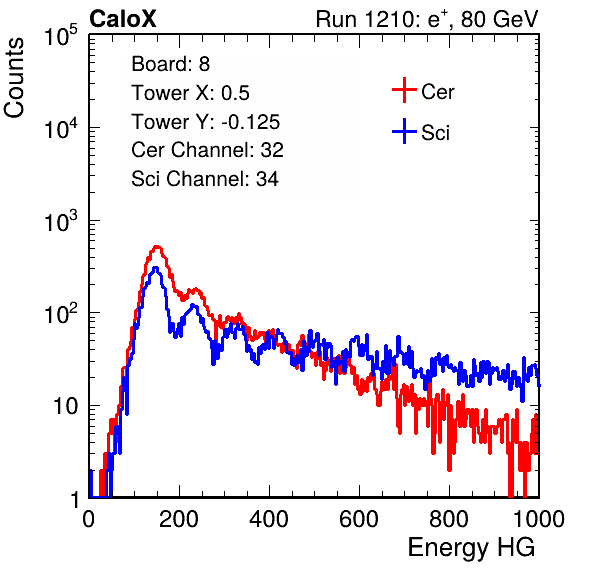 CaloX Run 1210: e⁺, 80 GeV
Counts
10⁵
10⁴
10³
10²
10
1
Board: 8
Tower X: 0.5
Tower Y: -0.125
Cer Channel: 32
Sci Channel: 34
Cer
Sci
0 200 400 600 800 1000
Energy HG